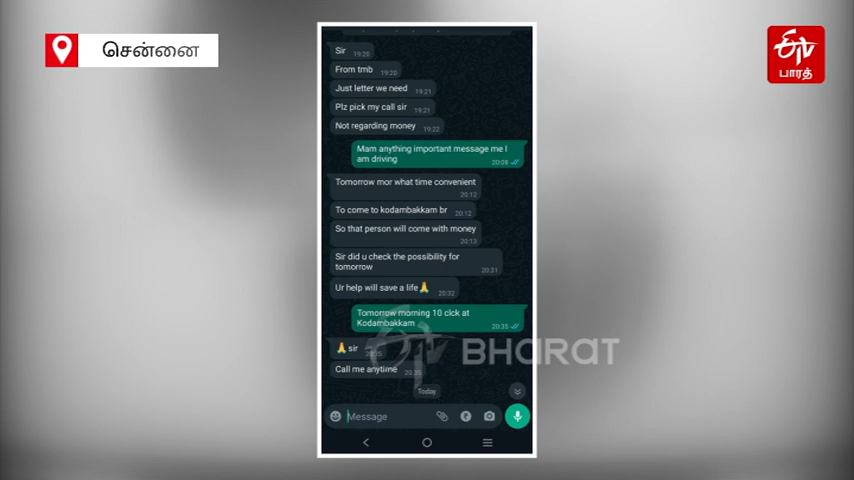 சென்னை
ETV
பாரத்
Sir 19:20
From tmb 19:20
Just letter we need 19:21
Plz pick my call sir 19:21
Not regarding money 19:22
Mam anything important message me I
am driving 20:08
Tomorrow mor what time convenient
20:12
To come to kodambakkam br 20:12
So that person will come with money
20:13
Sir did u check the possibility for
tomorrow 20:31
Ur help will save a life🙏 20:32
Tomorrow morning 10 clck at
Kodambakkam 20:35
🙏 sir
Call me anytime 20:35
Today
Message
ETV BHARAT